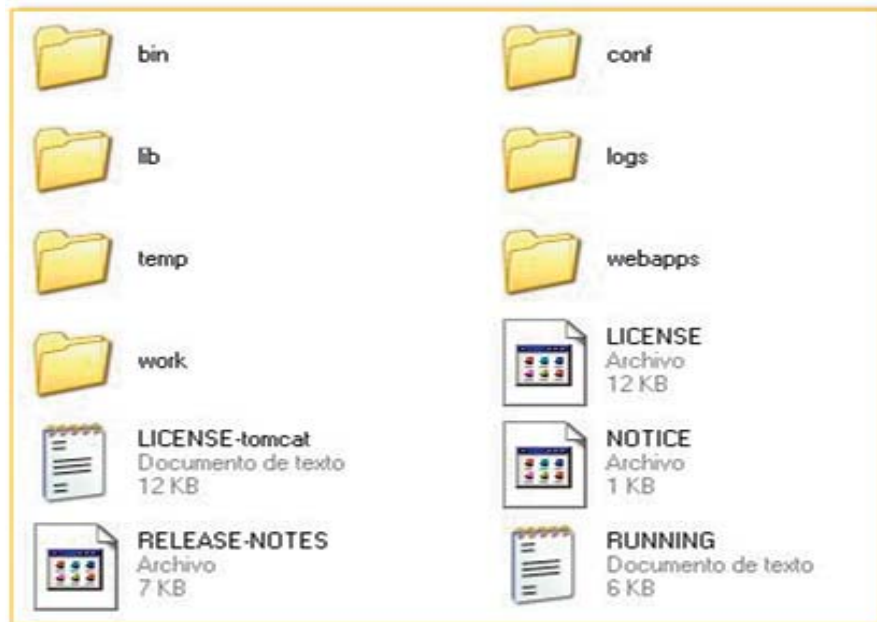 bin
conf
lib
logs
temp
webapps
work
LICENSE
Archivo
12 KB
LICENSE-tomcat
Documento de texto
12 KB
NOTICE
Archivo
1 KB
RELEASE-NOTES
Archivo
7 KB
RUNNING
Documento de texto
6 KB